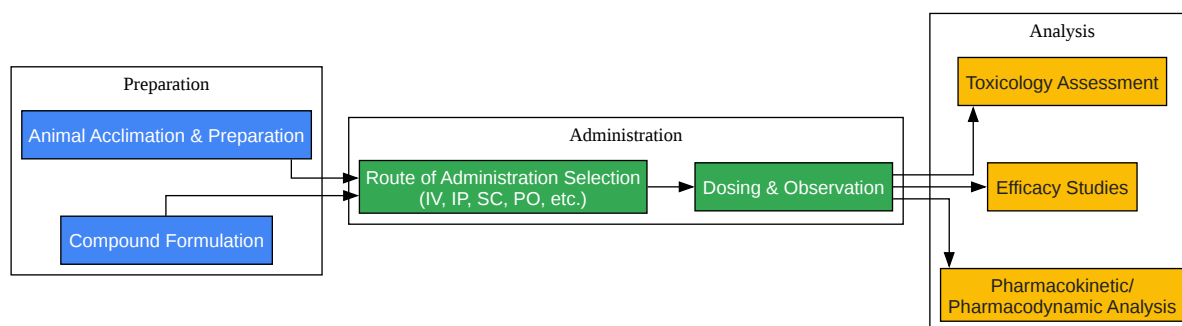 Preparation
Animal Acclimation & Preparation
Compound Formulation
Administration
Route of Administration Selection
(IV, IP, SC, PO, etc.)
Dosing & Observation
Analysis
Toxicology Assessment
Efficacy Studies
Pharmacokinetic/
Pharmacodynamic Analysis